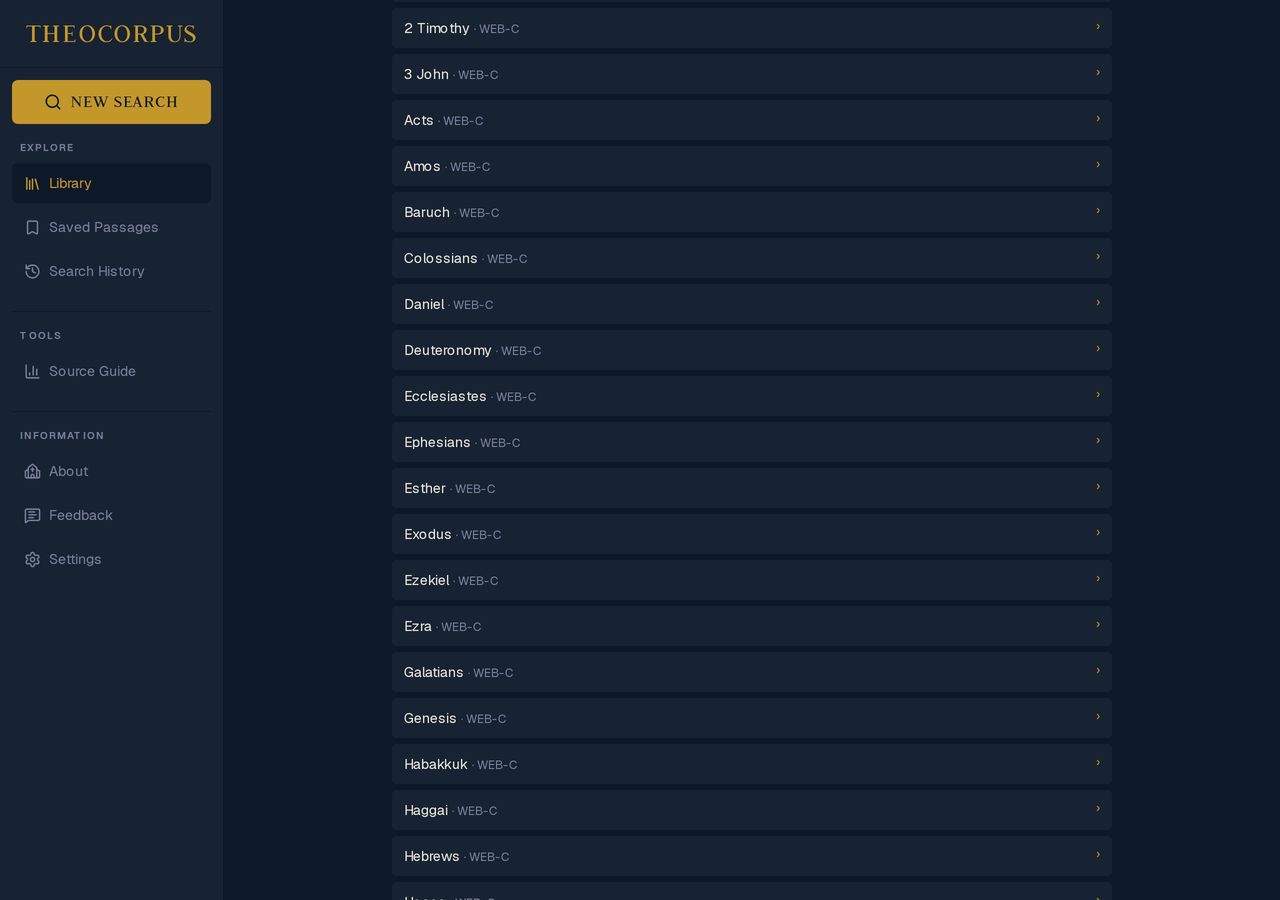 THEOCORPUS
NEW SEARCH
EXPLORE
Library
Saved Passages
Search History
TOOLS
Source Guide
INFORMATION
About
Feedback
Settings
2 Timothy · WEB-C ›
3 John · WEB-C ›
Acts · WEB-C ›
Amos · WEB-C ›
Baruch · WEB-C ›
Colossians · WEB-C ›
Daniel · WEB-C ›
Deuteronomy · WEB-C ›
Ecclesiastes · WEB-C ›
Ephesians · WEB-C ›
Esther · WEB-C ›
Exodus · WEB-C ›
Ezekiel · WEB-C ›
Ezra · WEB-C ›
Galatians · WEB-C ›
Genesis · WEB-C ›
Habakkuk · WEB-C ›
Haggai · WEB-C ›
Hebrews · WEB-C ›